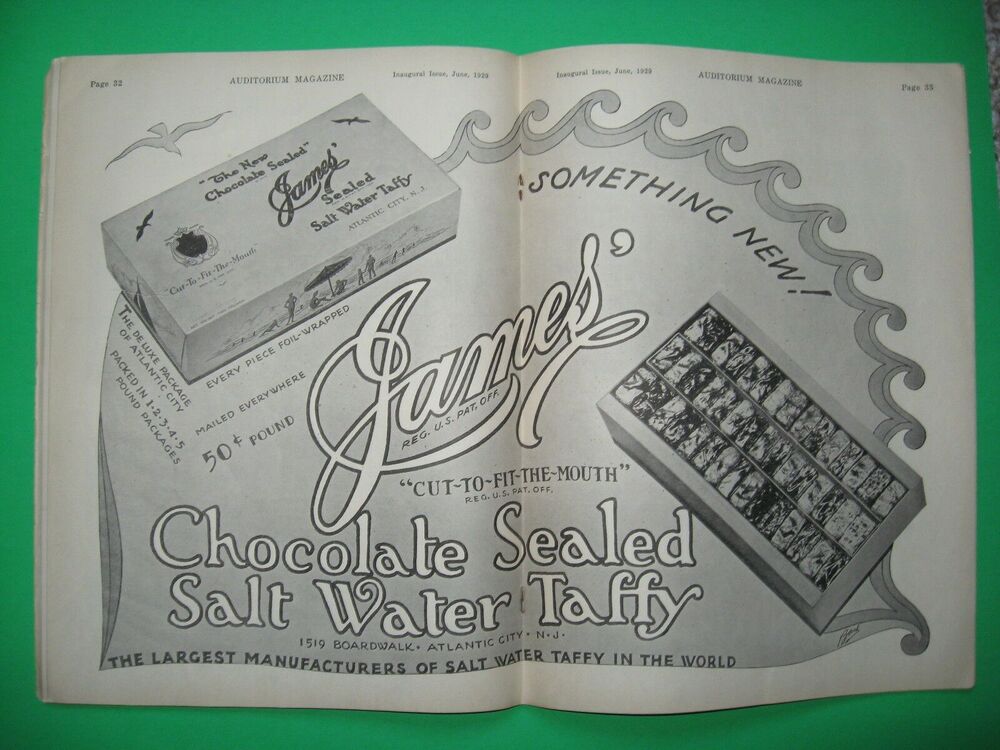 Page 32
AUDITORIUM MAGAZINE
Inaugural Issue, June, 1929
Inaugural Issue, June, 1929
AUDITORIUM MAGAZINE
Page 33
"The New
Chocolate Sealed"
James'
Sealed
Salt Water Taffy
ATLANTIC CITY, N.J.
"Cut-To-Fit-The-Mouth"
SOMETHING NEW!
THE DE LUXE PACKAGE
OF ATLANTIC CITY
PACKED IN 1-2-3-4-5
POUND PACKAGES
EVERY PIECE FOIL-WRAPPED
MAILED EVERYWHERE
50¢ POUND
James'
REG. U.S. PAT. OFF.
"CUT-TO-FIT-THE-MOUTH"
REG. U.S. PAT. OFF.
Chocolate Sealed
Salt Water Taffy
1519 BOARDWALK · ATLANTIC CITY · N·J·
THE LARGEST MANUFACTURERS OF SALT WATER TAFFY IN THE WORLD